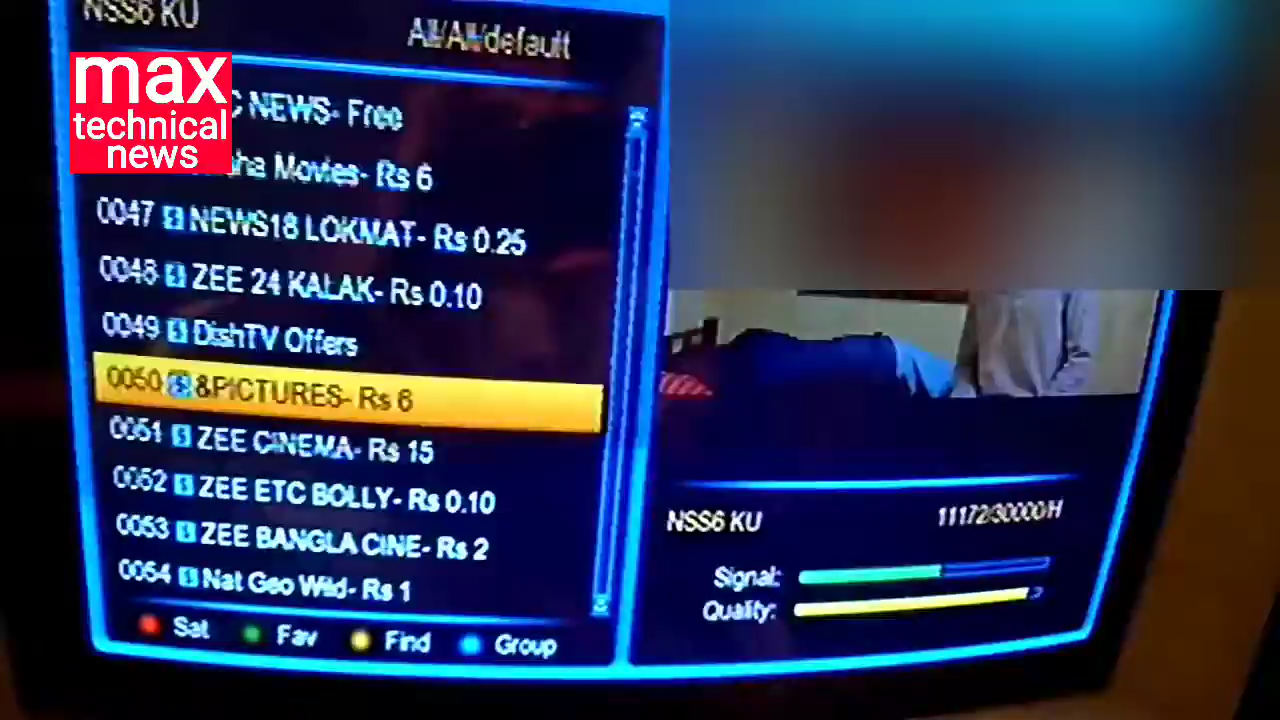 NSS6 KU
All/All/default
max
technical
news
C NEWS- Free
ha Movies- Rs 6
0047 NEWS18 LOKMAT- Rs 0.25
0048 ZEE 24 KALAK- Rs 0.10
0049 DishTV Offers
0050 &PICTURES- Rs 6
0051 ZEE CINEMA- Rs 15
0052 ZEE ETC BOLLY- Rs 0.10
0053 ZEE BANGLA CINE- Rs 2
0054 Nat Geo Wild- Rs 1
Sat Fav Find Group
NSS6 KU 11172/30000/H
Signal:
Quality: